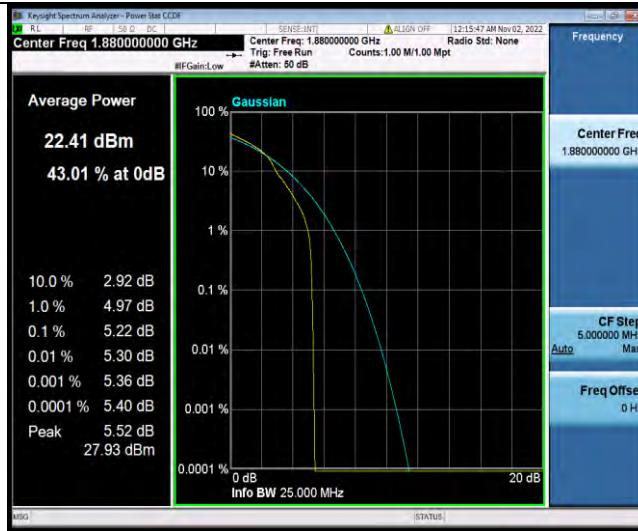 Keysight Spectrum Analyzer - Power Stat CCDF
RL RF 50 Ω DC SENSE:INT ALIGN OFF 12:15:47 AM Nov 02, 2022
Center Freq 1.880000000 GHz
Center Freq: 1.880000000 GHz Radio Std: None
Trig: Free Run Counts:1.00 M/1.00 Mpt
#IFGain:Low #Atten: 50 dB
Frequency
Average Power
22.41 dBm
43.01 % at 0dB
10.0 % 2.92 dB
1.0 % 4.97 dB
0.1 % 5.22 dB
0.01 % 5.30 dB
0.001 % 5.36 dB
0.0001 % 5.40 dB
Peak 5.52 dB
27.93 dBm
Gaussian
100 %
10 %
1 %
0.1 %
0.01 %
0.001 %
0.0001 %
0 dB 20 dB
Info BW 25.000 MHz
Center Fre
1.880000000 GH
CF Step
5.000000 MH
Auto Ma
Freq Offse
0 H
MSG STATUS